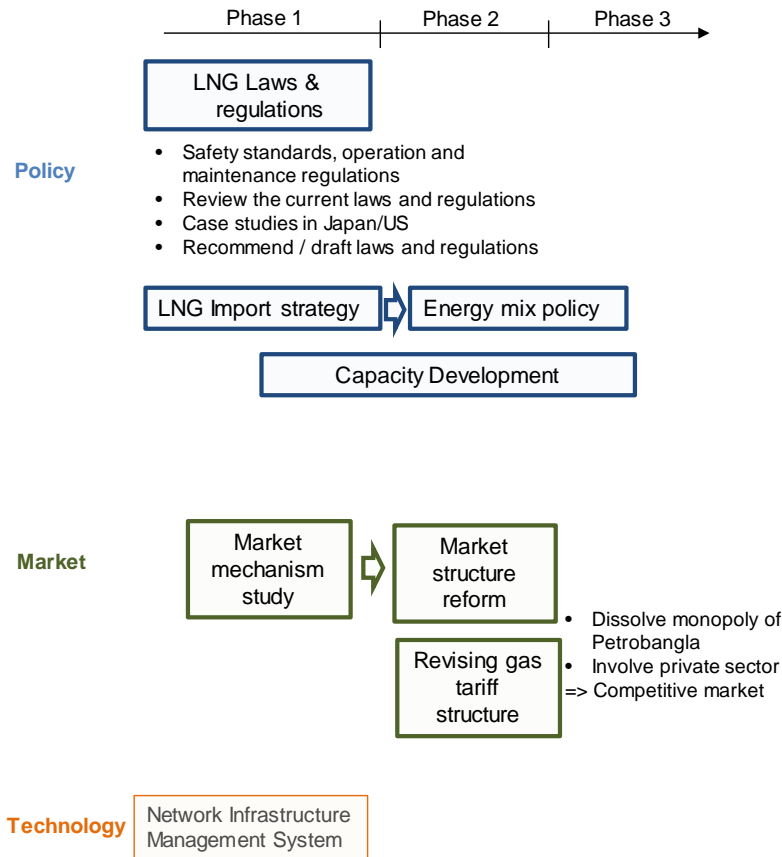 Phase 1 Phase 2 Phase 3
LNG Laws &
regulations
Policy
• Safety standards, operation and
maintenance regulations
• Review the current laws and regulations
• Case studies in Japan/US
• Recommend / draft laws and regulations
LNG Import strategy
Energy mix policy
Capacity Development
Market
Market
mechanism
study
Market
structure
reform
Revising gas
tariff
structure
• Dissolve monopoly of
Petrobangla
• Involve private sector
=> Competitive market
Technology
Network Infrastructure
Management System